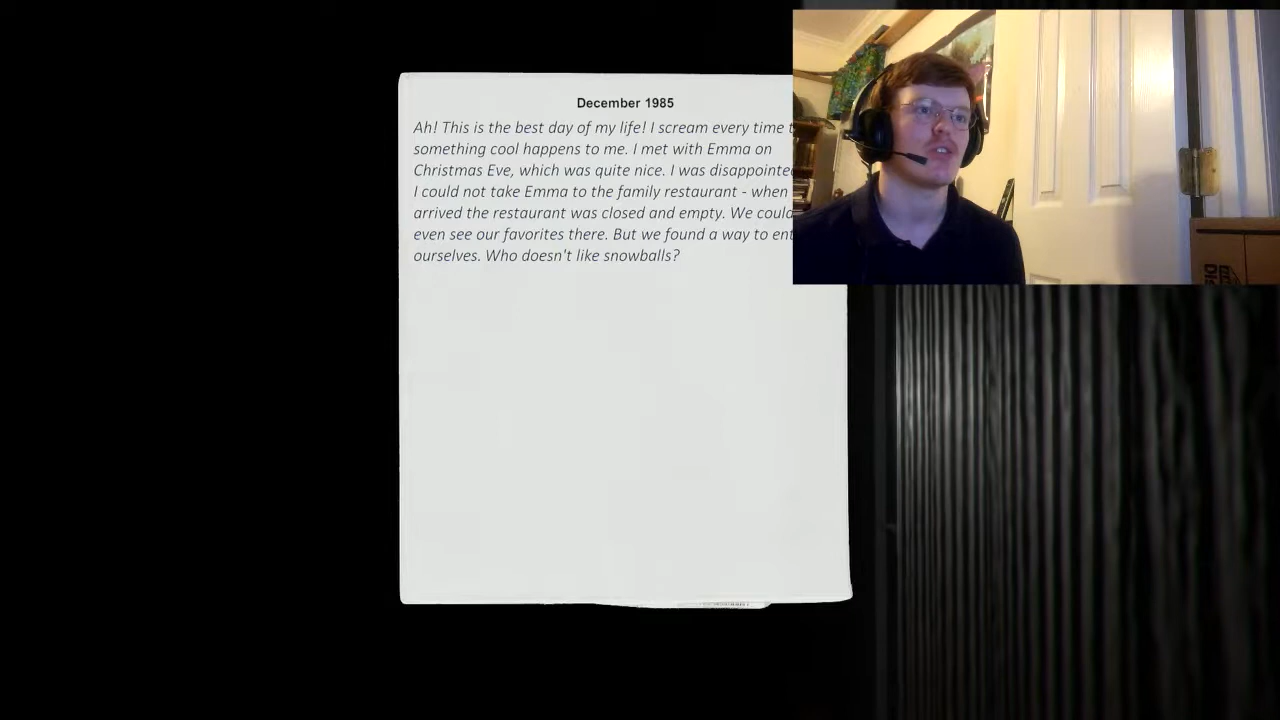 December 1985
Ah! This is the best day of my life! I scream every time
something cool happens to me. I met with Emma on
Christmas Eve, which was quite nice. I was disappointed
I could not take Emma to the family restaurant - when
arrived the restaurant was closed and empty. We could
even see our favorites there. But we found a way to
ourselves. Who doesn't like snowballs?